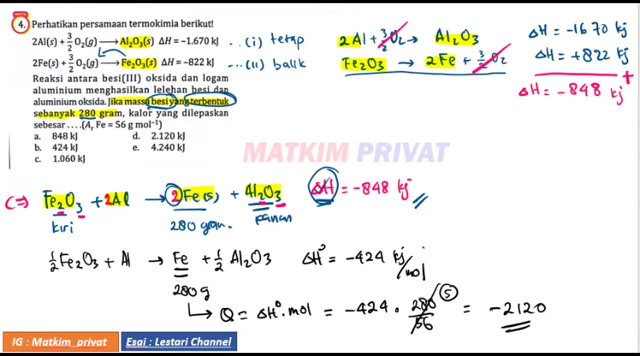 4. Perhatikan persamaan termokimia berikut!
2Al(s) + 3/2 O₂(g) ⟶ Al₂O₃(s) ΔH = –1.670 kJ ...(i) tetap
2Fe(s) + 3/2 O₂(g) ⟶ Fe₂O₃(s) ΔH = –822 kJ ...(ii) balik
Reaksi antara besi(III) oksida dan logam
aluminium menghasilkan lelehan besi dan
aluminium oksida. Jika massa besi yang terbentuk
sebanyak 280 gram, kalor yang dilepaskan
sebesar .... (Aᵣ Fe = 56 g mol⁻¹)
a. 848 kJ d. 2.120 kJ
b. 424 kJ e. 4.240 kJ
c. 1.060 kJ
2Al + 3/2 O₂ → Al₂O₃ ΔH = -1670 kj
Fe₂O₃ → 2Fe + 3/2 O₂ ΔH = +822 kj
+
ΔH = -848 kj
MATKIM PRIVAT
C⇒ Fe₂O₃ + 2Al → 2Fe(s) + Al₂O₃ ΔH = -848 kj
kiri 280 gram. kanan
½ Fe₂O₃ + Al → Fe + ½ Al₂O₃ ΔH° = -424 kj/mol
280 g
↳ Q = ΔH° . mol = -424 . 280/56 5 = -2120
IG : Matkim_privat Esai : Lestari Channel